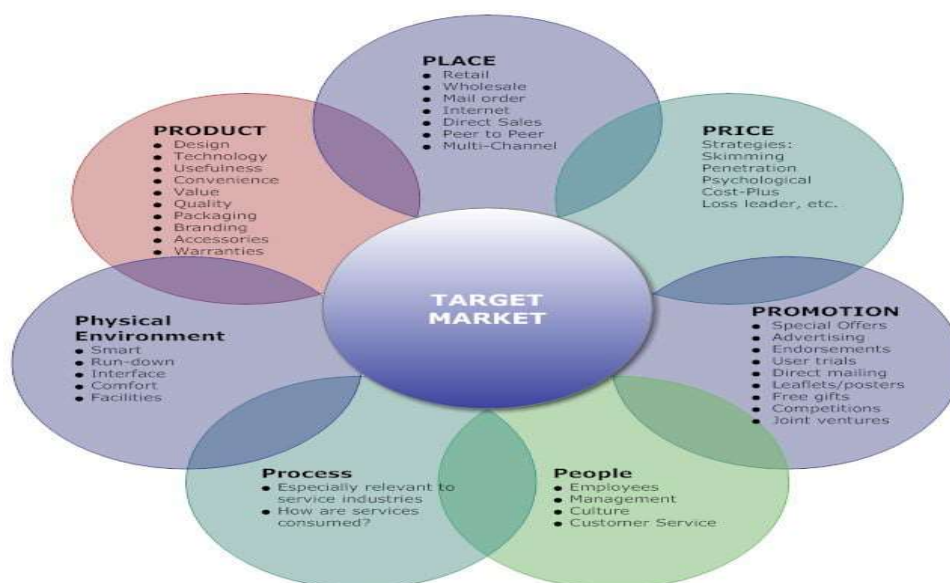 PLACE
● Retail
● Wholesale
● Mail order
● Internet
● Direct Sales
● Peer to Peer
● Multi-Channel
PRODUCT
● Design
● Technology
● Usefulness
● Convenience
● Value
● Quality
● Packaging
● Branding
● Accessories
● Warranties
PRICE
Strategies:
Skimming
Penetration
Psychological
Cost-Plus
Loss leader, etc.
TARGET
MARKET
Physical
Environment
● Smart
● Run-down
● Interface
● Comfort
● Facilities
PROMOTION
● Special Offers
● Advertising
● Endorsements
● User trials
● Direct mailing
● Leaflets/posters
● Free gifts
● Competitions
● Joint ventures
Process
● Especially relevant to
service industries
● How are services
consumed?
People
● Employees
● Management
● Culture
● Customer Service